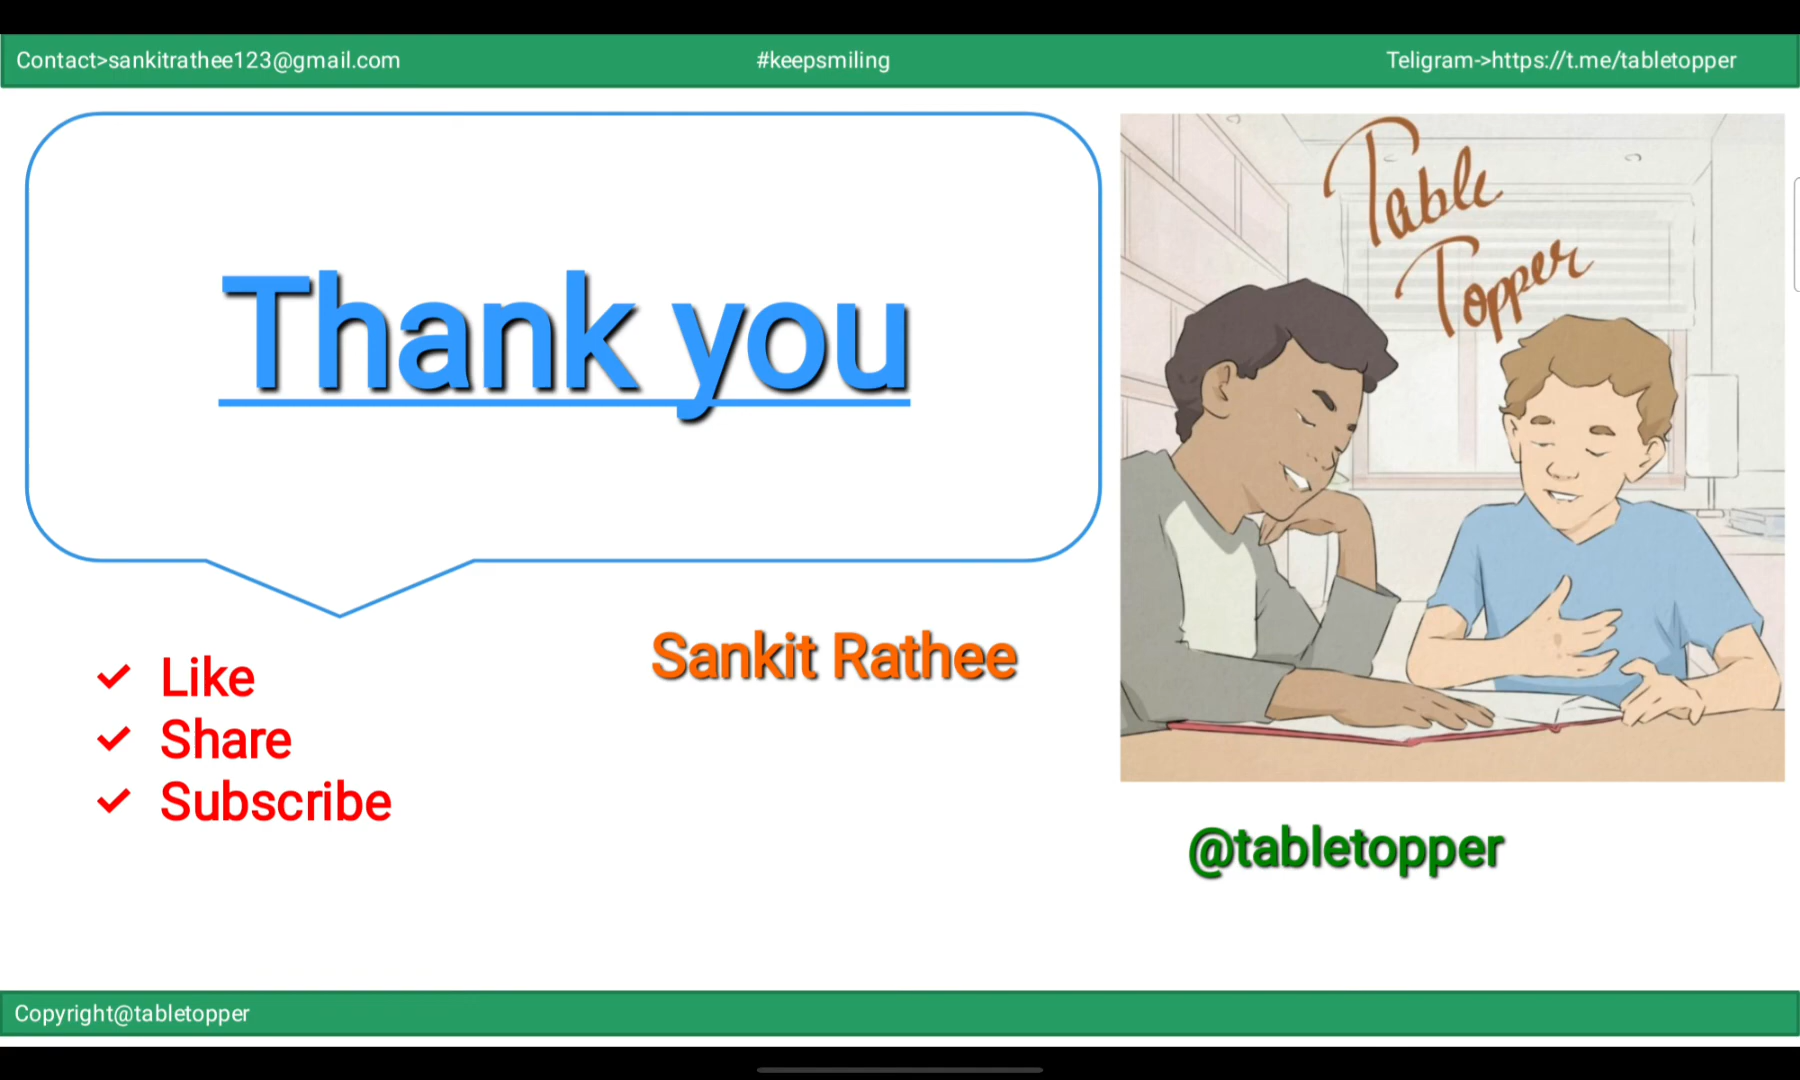 Contact>sankitrathee123@gmail.com
#keepsmiling
Teligram->https://t.me/tabletopper
Thank you
Table
Topper
Sankit Rathee
Like
Share
Subscribe
@tabletopper
Copyright@tabletopper